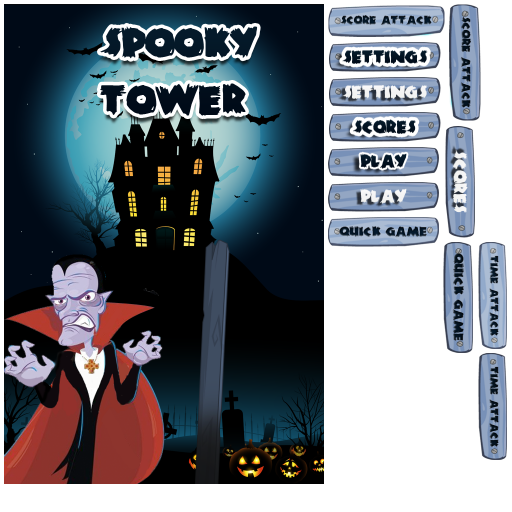 SPOOKY
TOWER
SCORE ATTACK
SETTINGS
SETTINGS
SCORES
PLAY
PLAY
QUICK GAME
SCORE ATTACK
SCORES
QUICK GAME
TIME ATTACK
TIME ATTACK